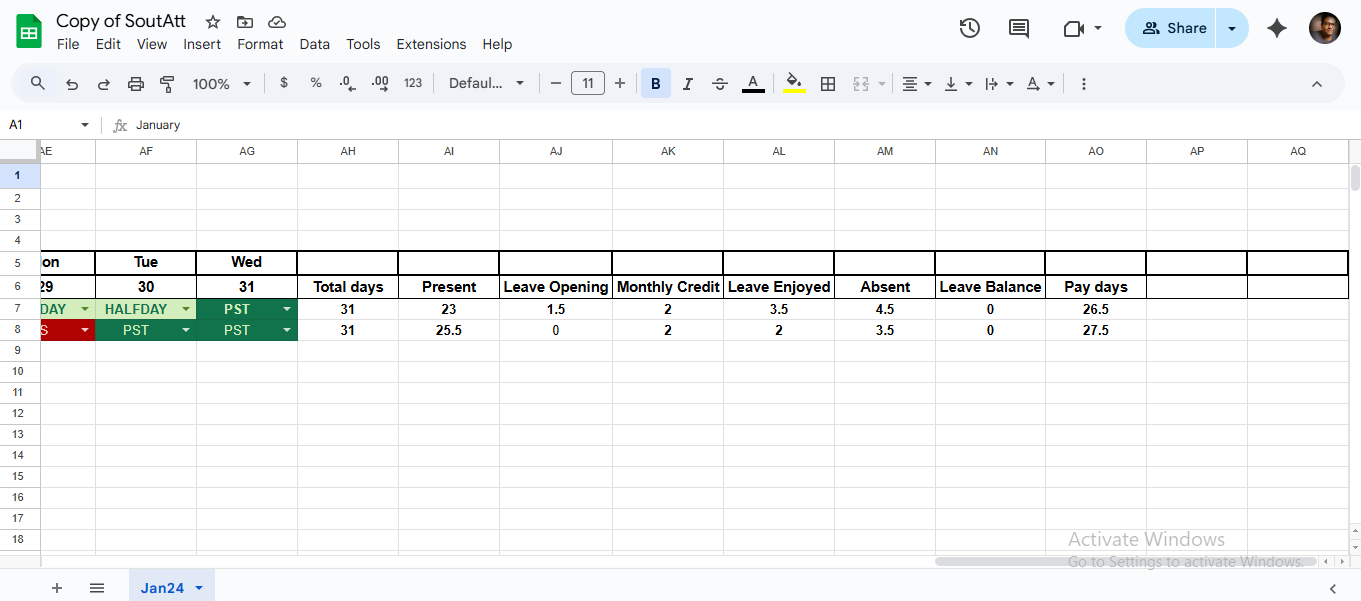 Copy of SoutAtt
File Edit View Insert Format Data Tools Extensions Help
Share
100% $ % .0 .00 123 Defaul... 11 B I A A
A1 fx January
AE AF AG AH AI AJ AK AL AM AN AO AP AQ
1
2
3
4
5 on Tue Wed
6 29 30 31 Total days Present Leave Opening Monthly Credit Leave Enjoyed Absent Leave Balance Pay days
7 DAY HALFDAY PST 31 23 1.5 2 3.5 4.5 0 26.5
8 S PST PST 31 25.5 0 2 2 3.5 0 27.5
9
10
11
12
13
14
15
16
17
18
Activate Windows
Go to Settings to activate Windows.
Jan24